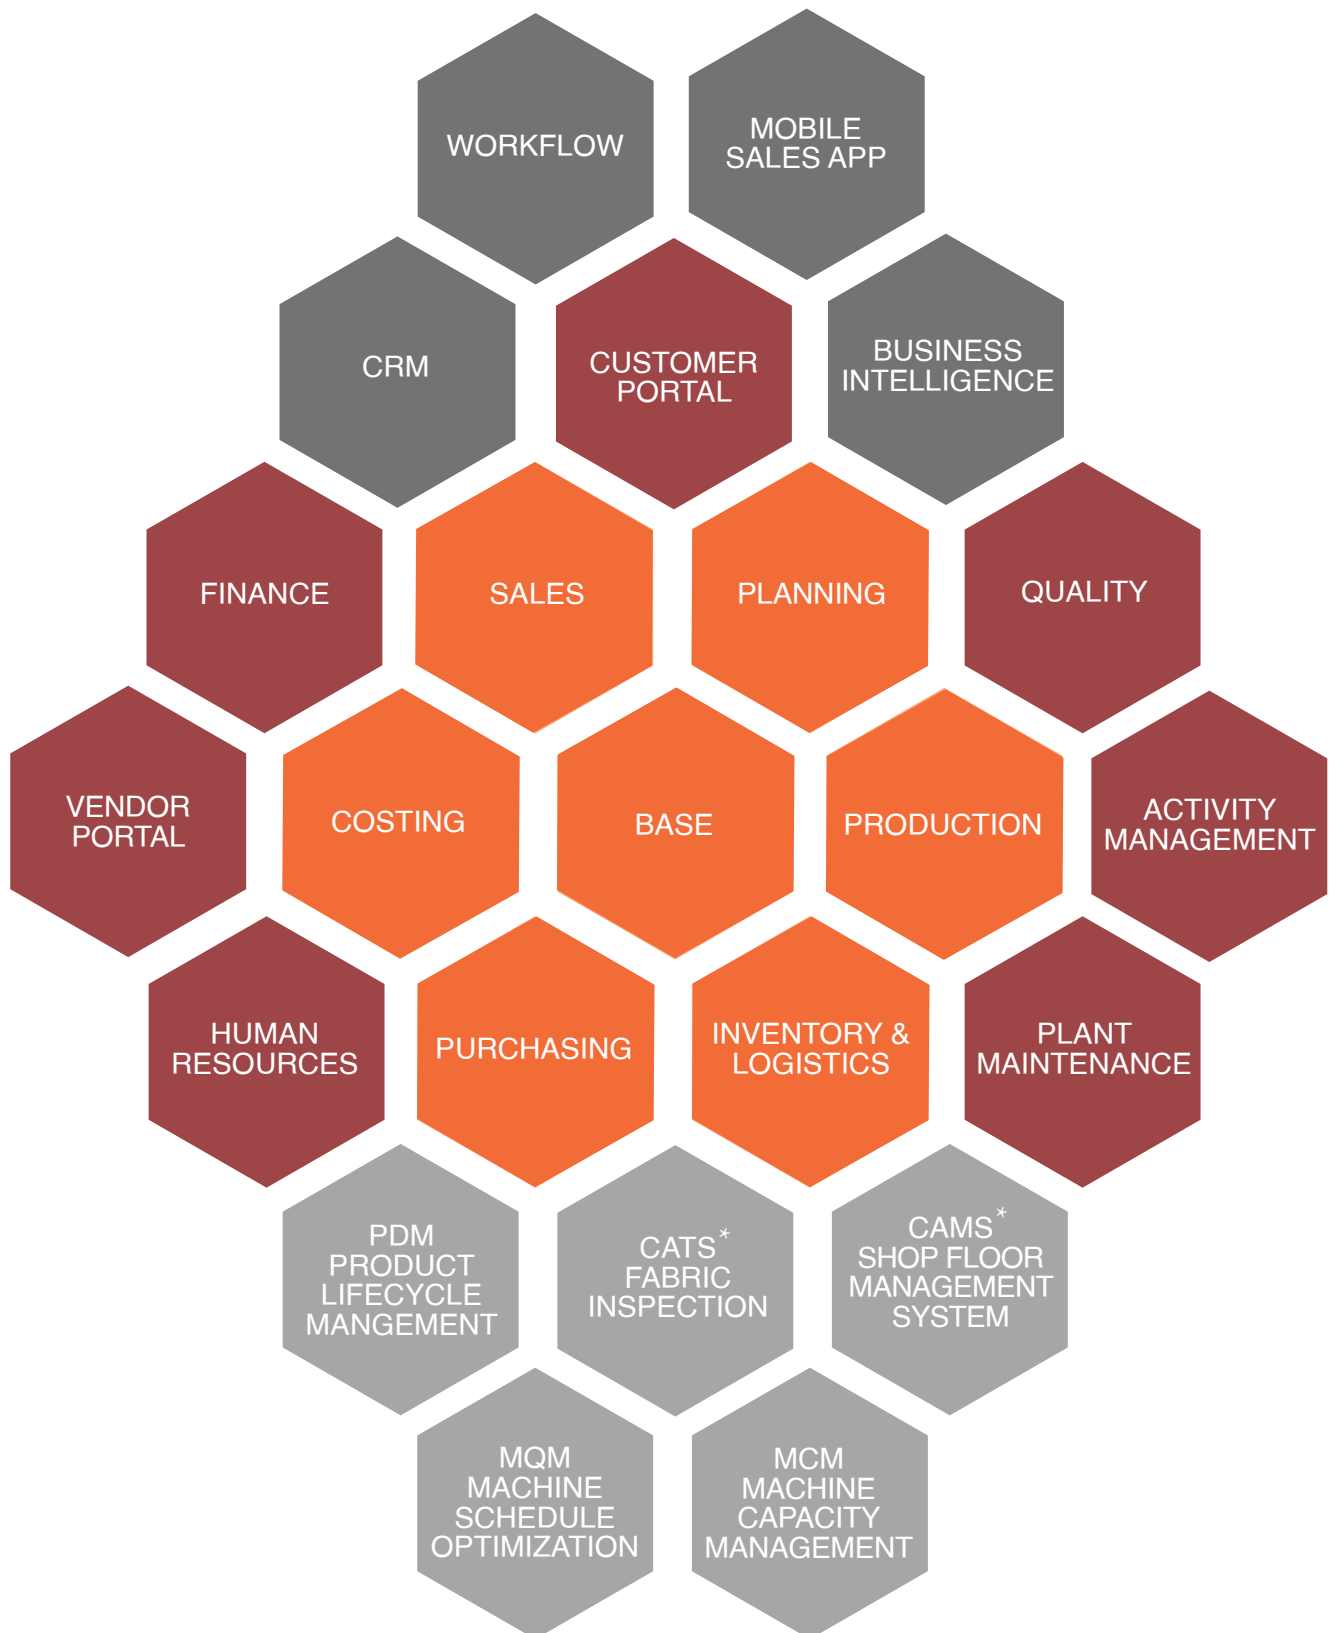 WORKFLOW
MOBILE
SALES APP
CRM
CUSTOMER
PORTAL
BUSINESS
INTELLIGENCE
FINANCE
SALES
PLANNING
QUALITY
VENDOR
PORTAL
COSTING
BASE
PRODUCTION
ACTIVITY
MANAGEMENT
HUMAN
RESOURCES
PURCHASING
INVENTORY &
LOGISTICS
PLANT
MAINTENANCE
PDM
PRODUCT
LIFECYCLE
MANGEMENT
CATS*
FABRIC
INSPECTION
CAMS*
SHOP FLOOR
MANAGEMENT
SYSTEM
MQM
MACHINE
SCHEDULE
OPTIMIZATION
MCM
MACHINE
CAPACITY
MANAGEMENT